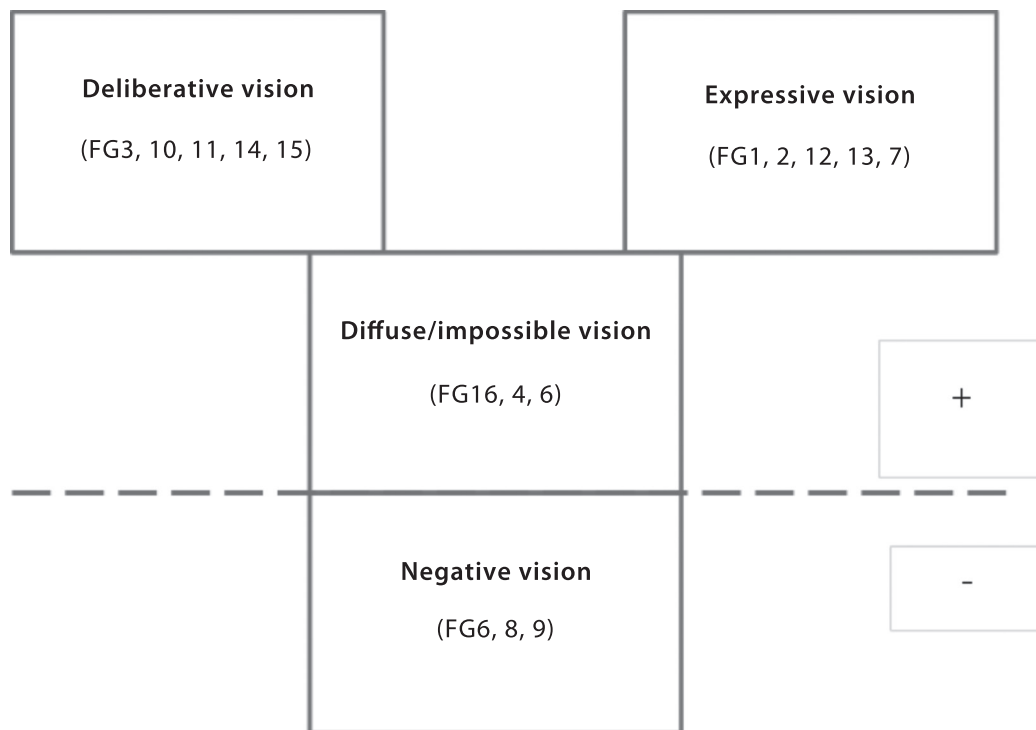 Deliberative vision
(FG3, 10, 11, 14, 15)
Expressive vision
(FG1, 2, 12, 13, 7)
Diffuse/impossible vision
(FG16, 4, 6)
+
Negative vision
(FG6, 8, 9)
-